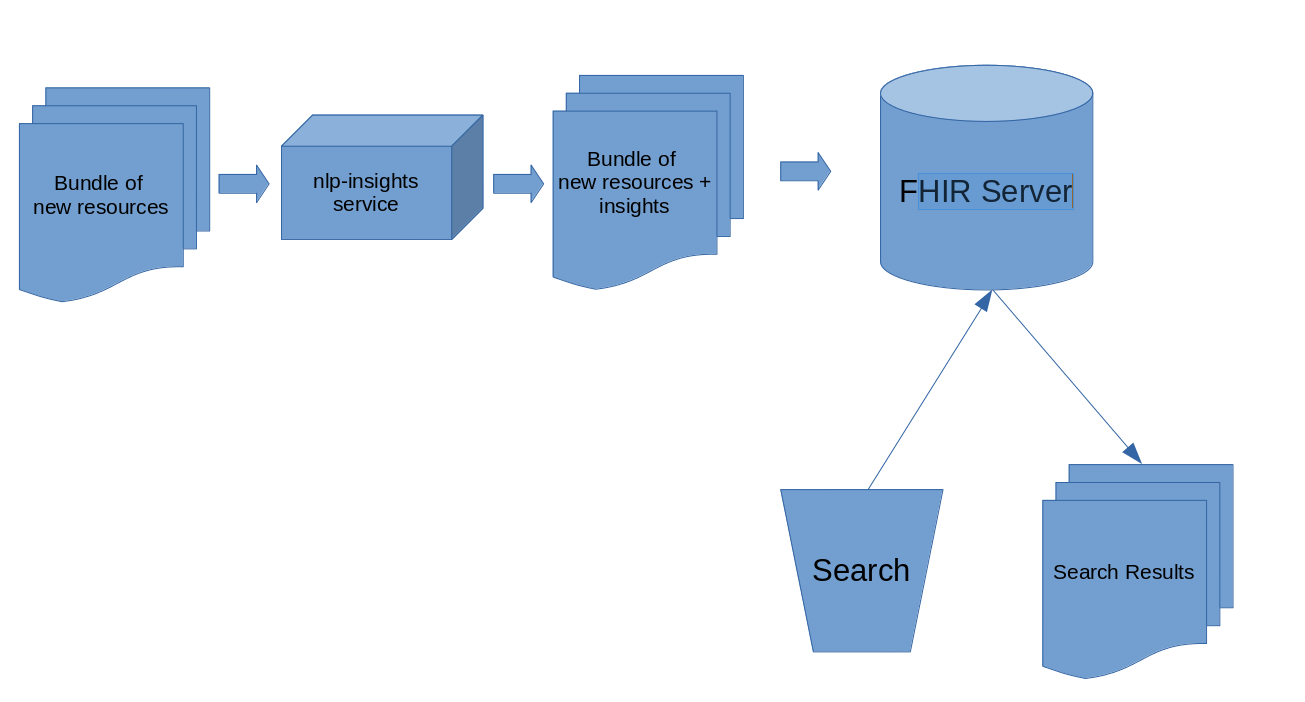 Bundle of
new resources
nlp-insights
service
Bundle of
new resources +
insights
FHIR Server
Search
Search Results